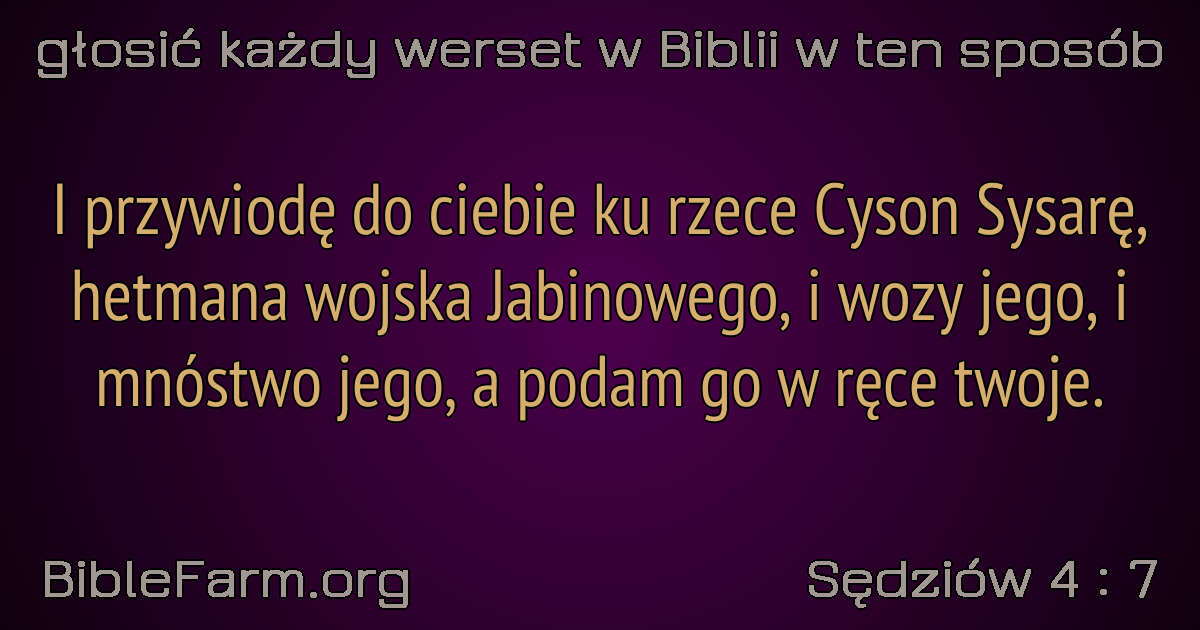 głosić każdy werset w Biblii w ten sposób
I przywiodę do ciebie ku rzece Cyson Sysarę,
hetmana wojska Jabinowego, i wozy jego, i
mnóstwo jego, a podam go w ręce twoje.
BibleFarm.org
Sędziów 4 : 7